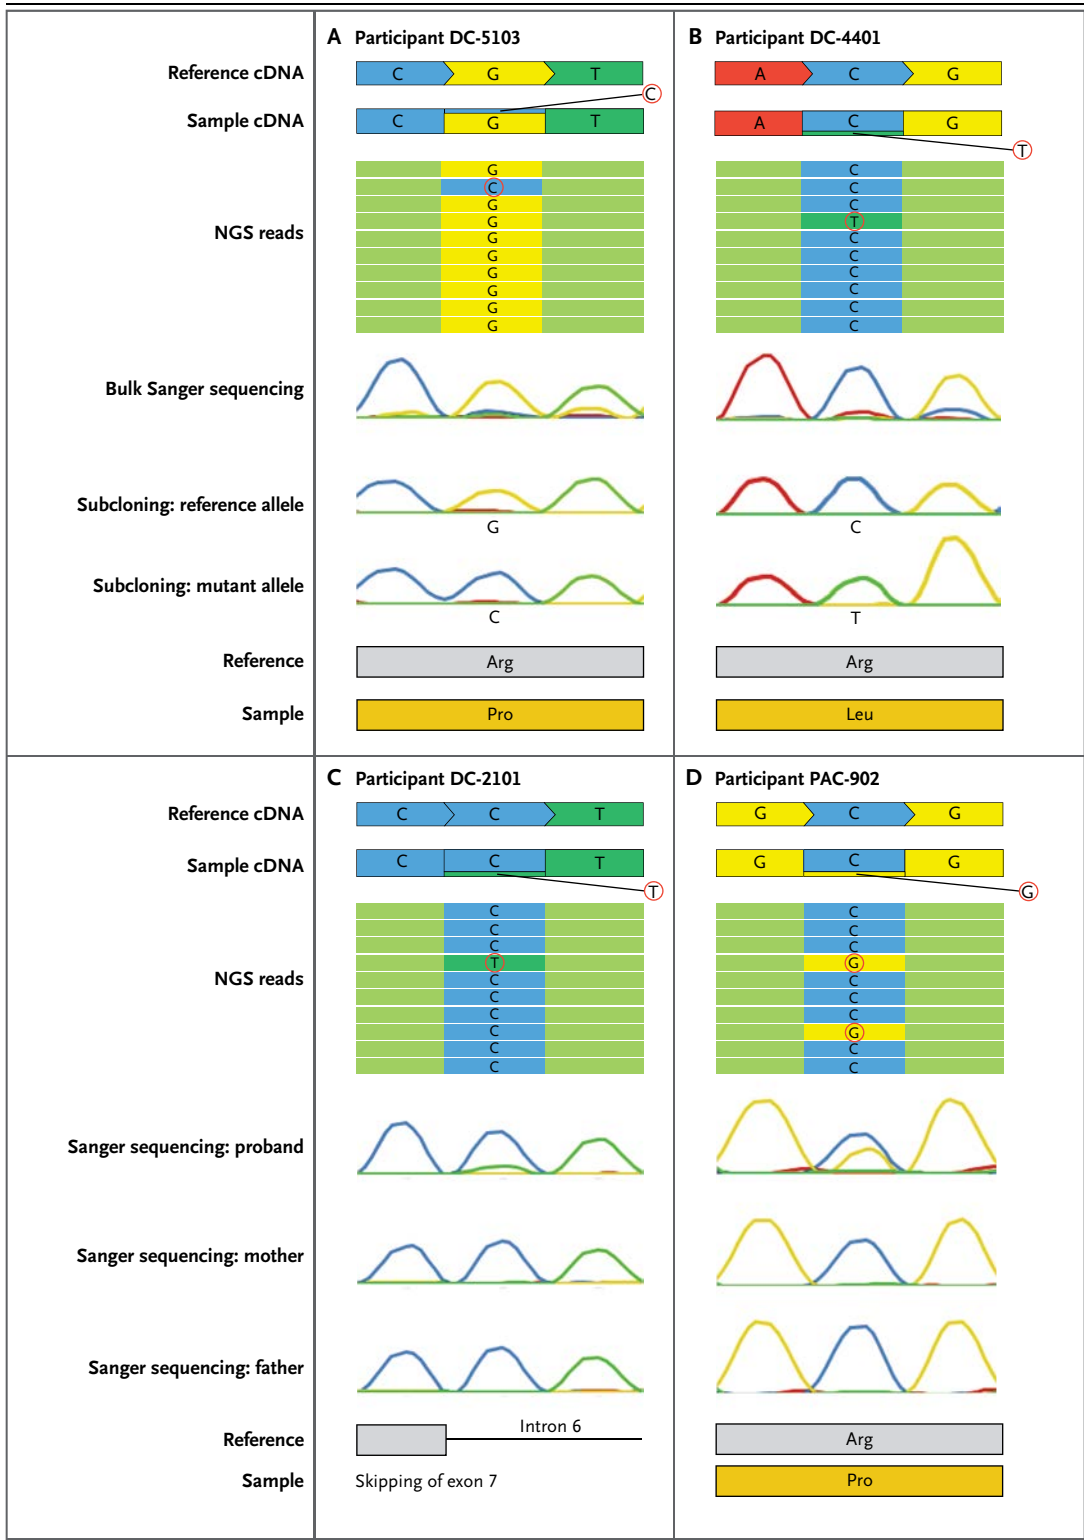 A Participant DC-5103
Reference cDNA C G T
C
Sample cDNA C G T
NGS reads
G
C
G
G
G
G
G
G
G
G
Bulk Sanger sequencing
Subcloning: reference allele
G
Subcloning: mutant allele
C
Reference Arg
Sample Pro
B Participant DC-4401
A C G
A C G
T
C
C
C
T
C
C
C
C
C
C
C
T
Arg
Leu
C Participant DC-2101
Reference cDNA C C T
Sample cDNA C C T
T
NGS reads
C
C
C
T
C
C
C
C
C
C
Sanger sequencing: proband
Sanger sequencing: mother
Sanger sequencing: father
Reference Intron 6
Sample Skipping of exon 7
D Participant PAC-902
G C G
G C G
G
C
C
C
G
C
C
C
G
C
C
Arg
Pro